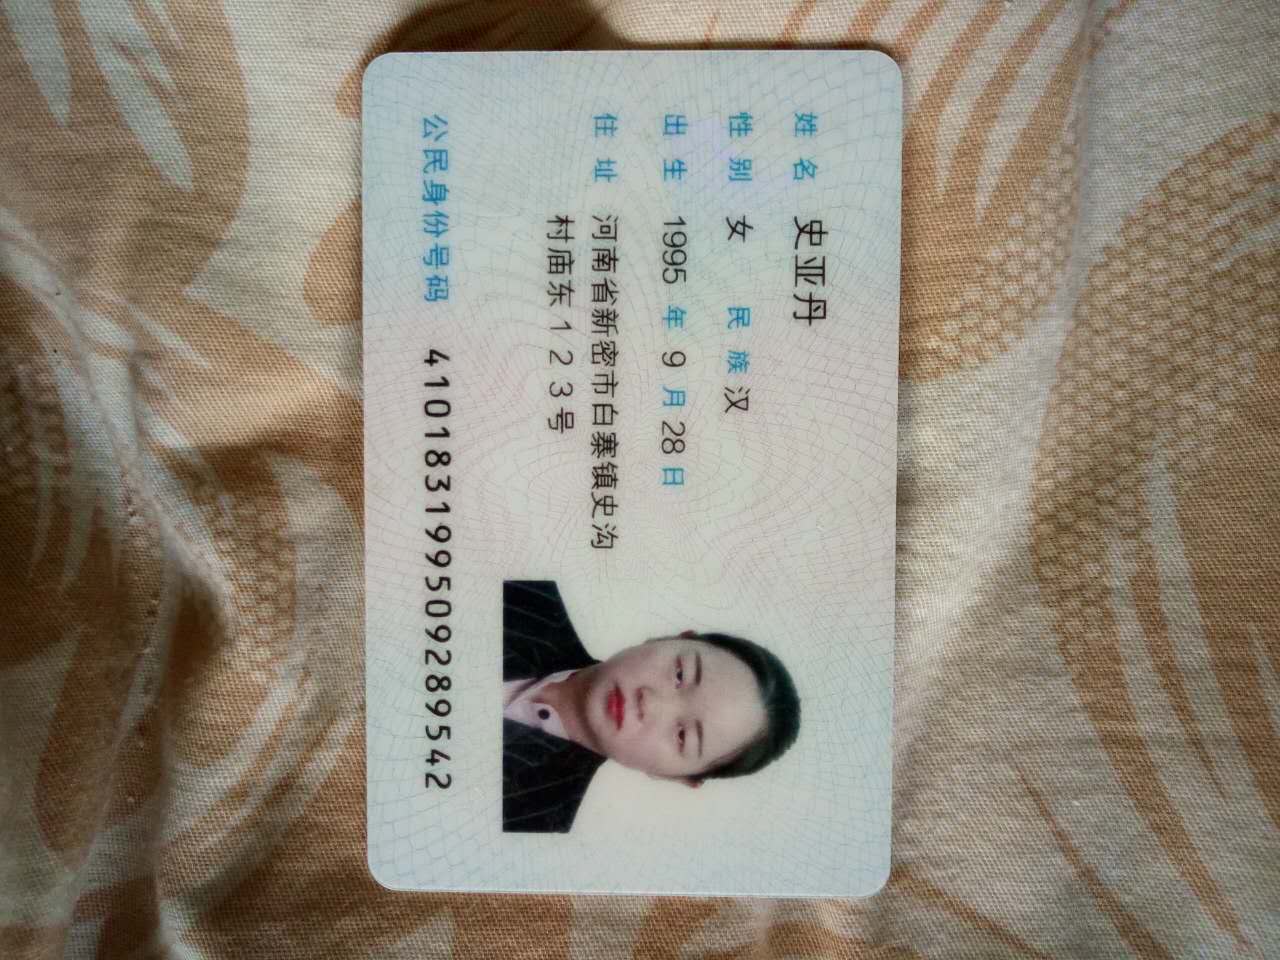 姓名 史亚丹
性别 女 民族 汉
出生 1995 年 9 月 28 日
住址 河南省新密市白寨镇史沟
村庙东123号
公民身份号码 410183199509289542